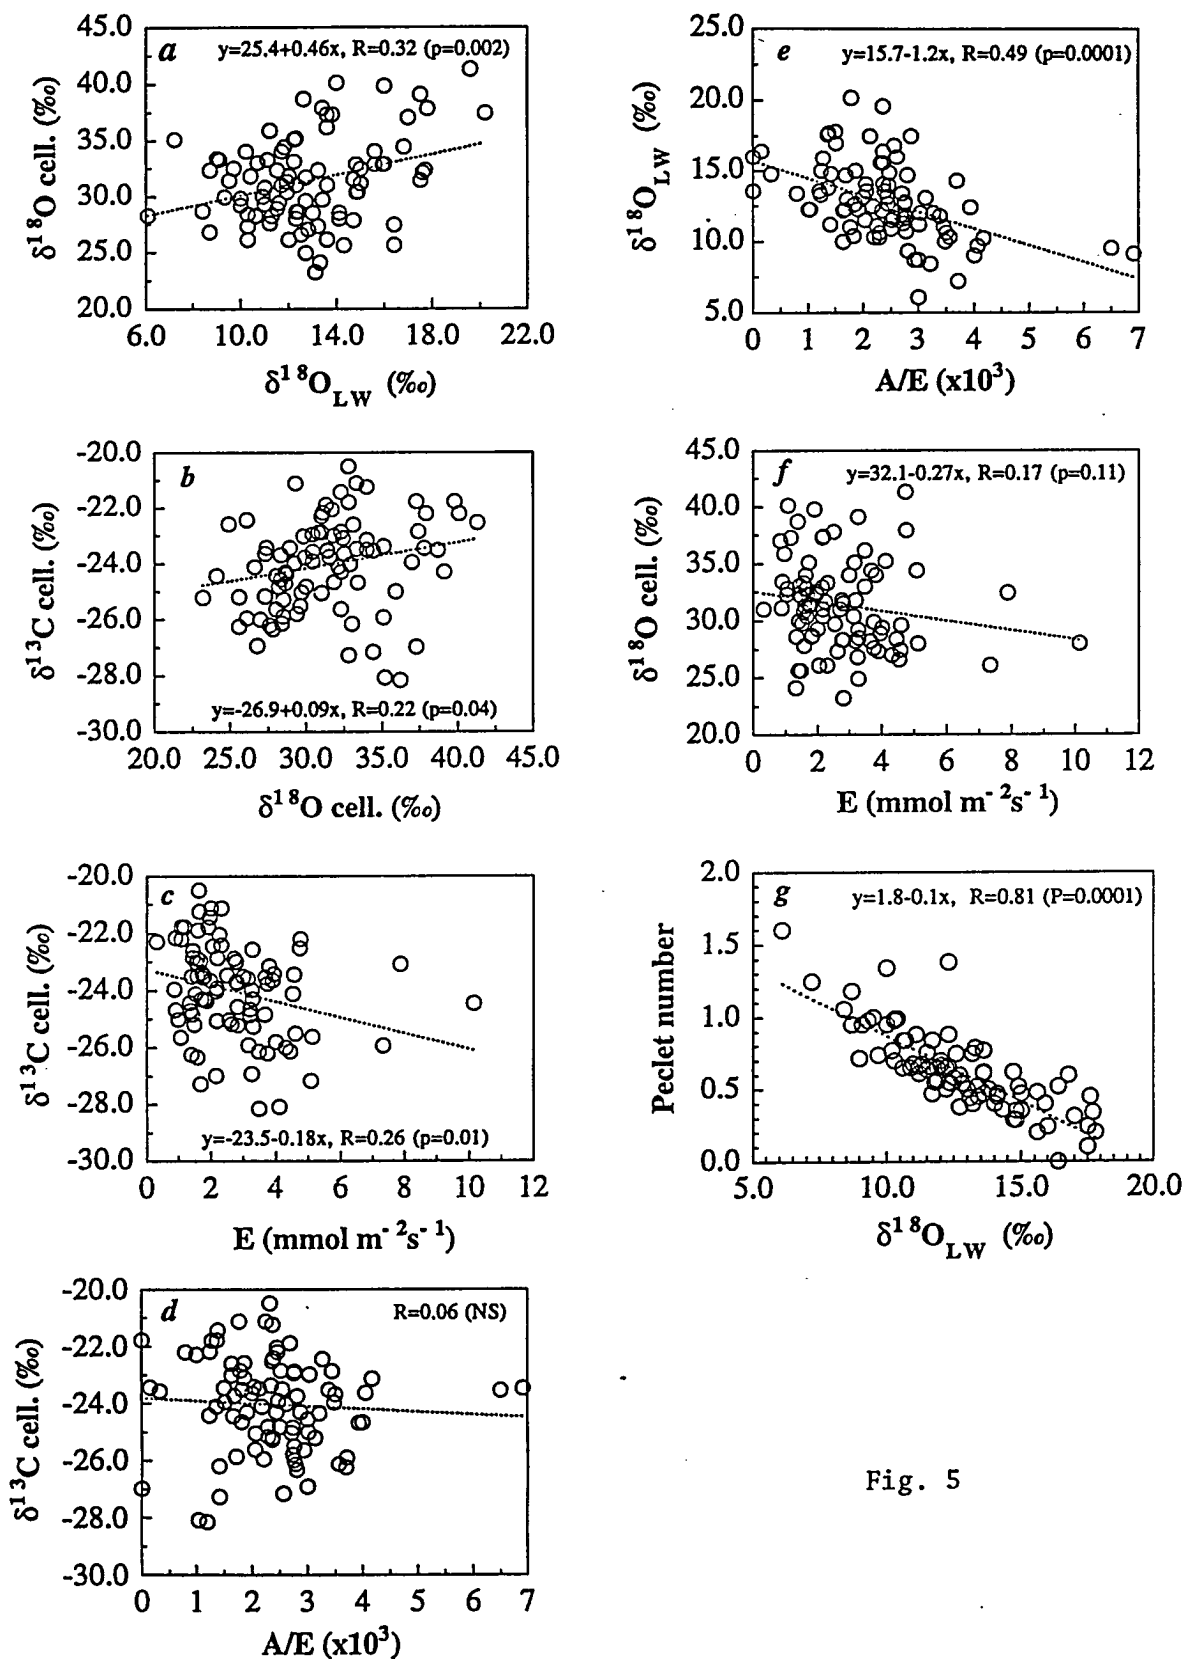 a y=25.4+0.46x, R=0.32 (p=0.002)
45.0
40.0
35.0
30.0
25.0
20.0
δ¹⁸O cell. (‰)
6.0 10.0 14.0 18.0 22.0
δ¹⁸O_LW (‰)
b
-20.0
-22.0
-24.0
-26.0
-28.0
-30.0
δ¹³C cell. (‰)
y=-26.9+0.09x, R=0.22 (p=0.04)
20.0 25.0 30.0 35.0 40.0 45.0
δ¹⁸O cell. (‰)
c
-20.0
-22.0
-24.0
-26.0
-28.0
-30.0
δ¹³C cell. (‰)
y=-23.5-0.18x, R=0.26 (p=0.01)
0 2 4 6 8 10 12
E (mmol m⁻²s⁻¹)
d R=0.06 (NS)
-20.0
-22.0
-24.0
-26.0
-28.0
-30.0
δ¹³C cell. (‰)
0 1 2 3 4 5 6 7
A/E (x10³)
e y=15.7-1.2x, R=0.49 (p=0.0001)
25.0
20.0
15.0
10.0
5.0
δ¹⁸O_LW (‰)
0 1 2 3 4 5 6 7
A/E (x10³)
f y=32.1-0.27x, R=0.17 (p=0.11)
45.0
40.0
35.0
30.0
25.0
20.0
δ¹⁸O cell. (‰)
0 2 4 6 8 10 12
E (mmol m⁻²s⁻¹)
g y=1.8-0.1x, R=0.81 (P=0.0001)
2.0
1.5
1.0
0.5
0.0
Peclet number
5.0 10.0 15.0 20.0
δ¹⁸O_LW (‰)
Fig. 5